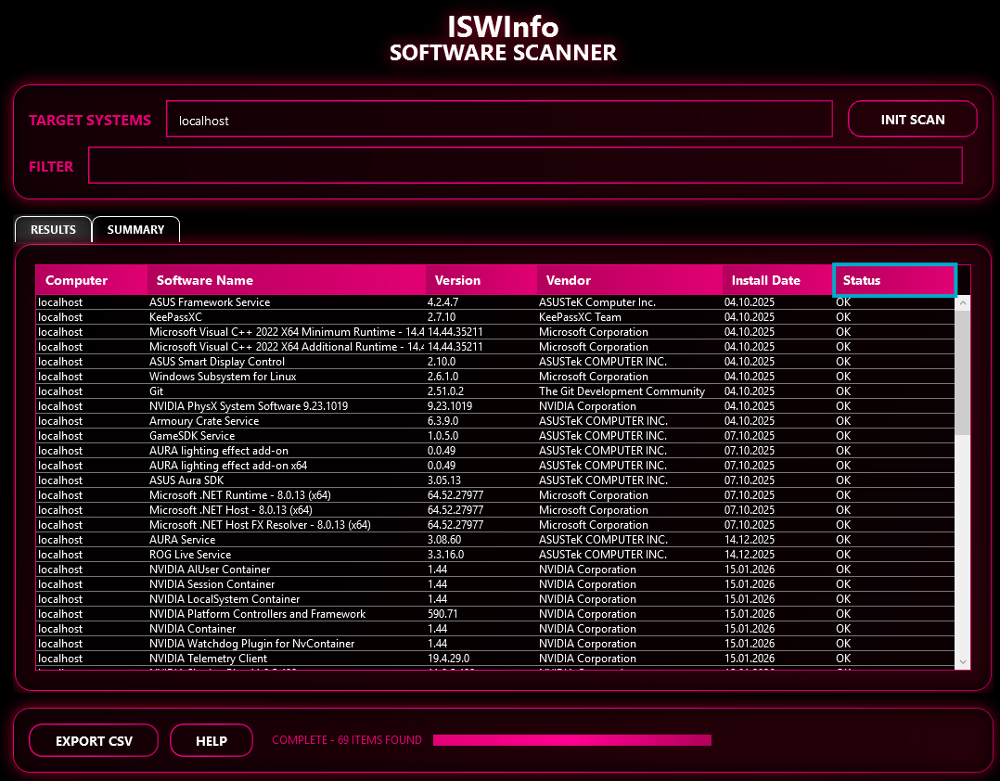 ISWInfo
SOFTWARE SCANNER
TARGET SYSTEMS localhost INIT SCAN
FILTER
RESULTS SUMMARY
Computer Software Name Version Vendor Install Date Status
localhost ASUS Framework Service 4.2.4.7 ASUSTeK Computer Inc. 04.10.2025 OK
localhost KeePassXC 2.7.10 KeePassXC Team 04.10.2025 OK
localhost Microsoft Visual C++ 2022 X64 Minimum Runtime - 14.4 14.44.35211 Microsoft Corporation 04.10.2025 OK
localhost Microsoft Visual C++ 2022 X64 Additional Runtime - 14.4 14.44.35211 Microsoft Corporation 04.10.2025 OK
localhost ASUS Smart Display Control 2.10.0 ASUSTek COMPUTER INC. 04.10.2025 OK
localhost Windows Subsystem for Linux 2.6.1.0 Microsoft Corporation 04.10.2025 OK
localhost Git 2.51.0.2 The Git Development Community 04.10.2025 OK
localhost NVIDIA PhysX System Software 9.23.1019 9.23.1019 NVIDIA Corporation 04.10.2025 OK
localhost Armoury Crate Service 6.3.9.0 ASUSTek COMPUTER INC. 04.10.2025 OK
localhost GameSDK Service 1.0.5.0 ASUSTek COMPUTER INC. 07.10.2025 OK
localhost AURA lighting effect add-on 0.0.49 ASUSTek COMPUTER INC. 07.10.2025 OK
localhost AURA lighting effect add-on x64 0.0.49 ASUSTek COMPUTER INC. 07.10.2025 OK
localhost ASUS Aura SDK 3.05.13 ASUSTeK COMPUTER INC. 07.10.2025 OK
localhost Microsoft .NET Runtime - 8.0.13 (x64) 64.52.27977 Microsoft Corporation 07.10.2025 OK
localhost Microsoft .NET Host - 8.0.13 (x64) 64.52.27977 Microsoft Corporation 07.10.2025 OK
localhost Microsoft .NET Host FX Resolver - 8.0.13 (x64) 64.52.27977 Microsoft Corporation 07.10.2025 OK
localhost AURA Service 3.08.60 ASUSTeK COMPUTER INC. 14.12.2025 OK
localhost ROG Live Service 3.3.16.0 ASUSTeK COMPUTER INC. 14.12.2025 OK
localhost NVIDIA AIUser Container 1.44 NVIDIA Corporation 15.01.2026 OK
localhost NVIDIA Session Container 1.44 NVIDIA Corporation 15.01.2026 OK
localhost NVIDIA LocalSystem Container 1.44 NVIDIA Corporation 15.01.2026 OK
localhost NVIDIA Platform Controllers and Framework 590.71 NVIDIA Corporation 15.01.2026 OK
localhost NVIDIA Container 1.44 NVIDIA Corporation 15.01.2026 OK
localhost NVIDIA Watchdog Plugin for NvContainer 1.44 NVIDIA Corporation 15.01.2026 OK
localhost NVIDIA Telemetry Client 19.4.29.0 NVIDIA Corporation 15.01.2026 OK
EXPORT CSV HELP COMPLETE - 69 ITEMS FOUND